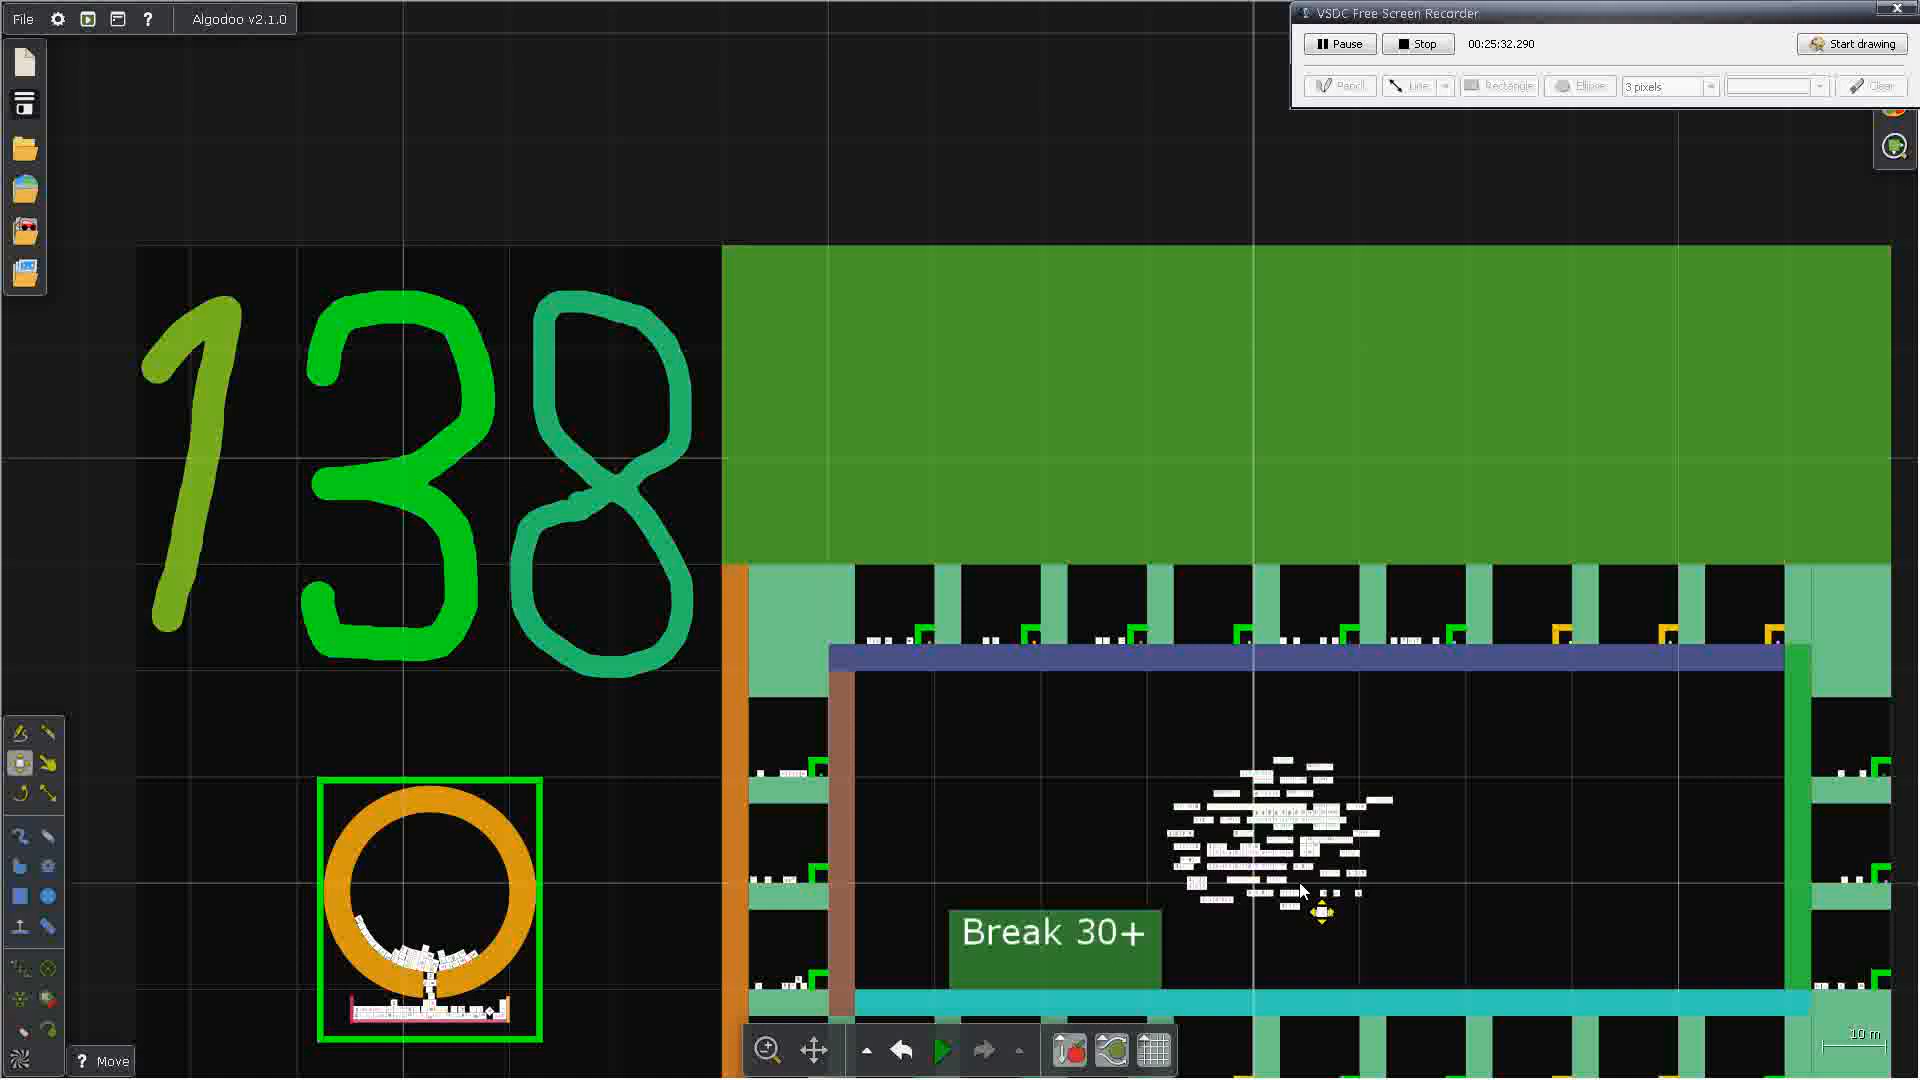 File
Algodoo v2.1.0
VSDC Free Screen Recorder
Pause
Stop
00:25:32.290
Start drawing
Pencil
Line
Rectangle
Ellipse
3 pixels
Clear
138
Break 30+
10 m
? Move